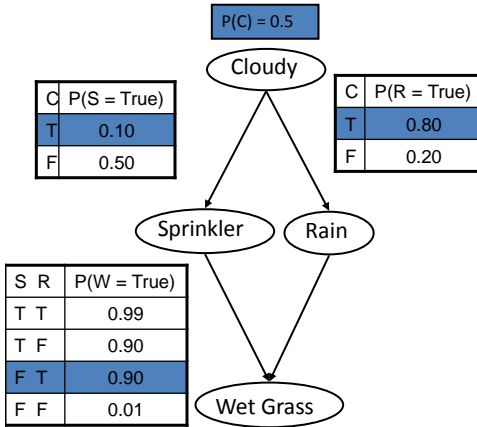 P(C) = 0.5
Cloudy
C P(S = True)
T 0.10
F 0.50
C P(R = True)
T 0.80
F 0.20
Sprinkler
Rain
S R P(W = True)
T T 0.99
T F 0.90
F T 0.90
F F 0.01
Wet Grass